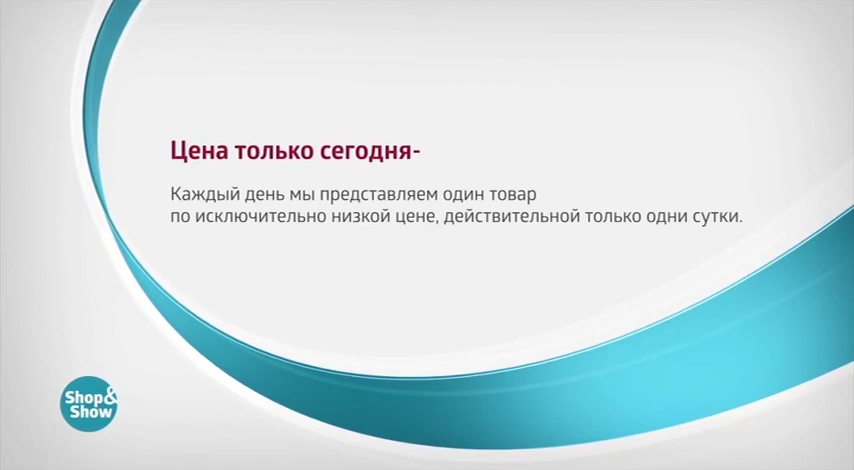 Цена только сегодня-
Каждый день мы представляем один товар
по исключительно низкой цене, действительной только одни сутки.
Shop&
Show